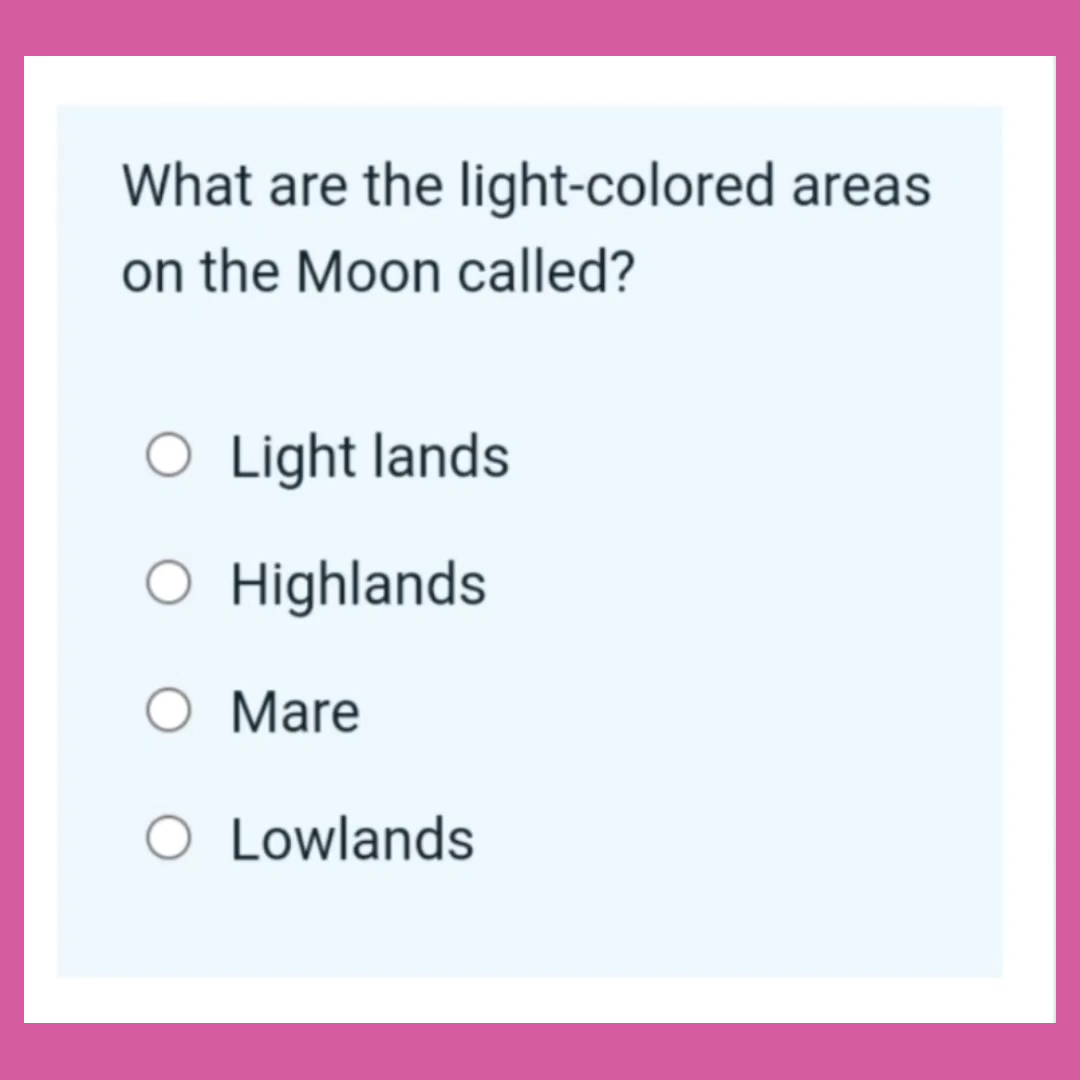 What are the light-colored areas
on the Moon called?
Light lands
Highlands
Mare
Lowlands